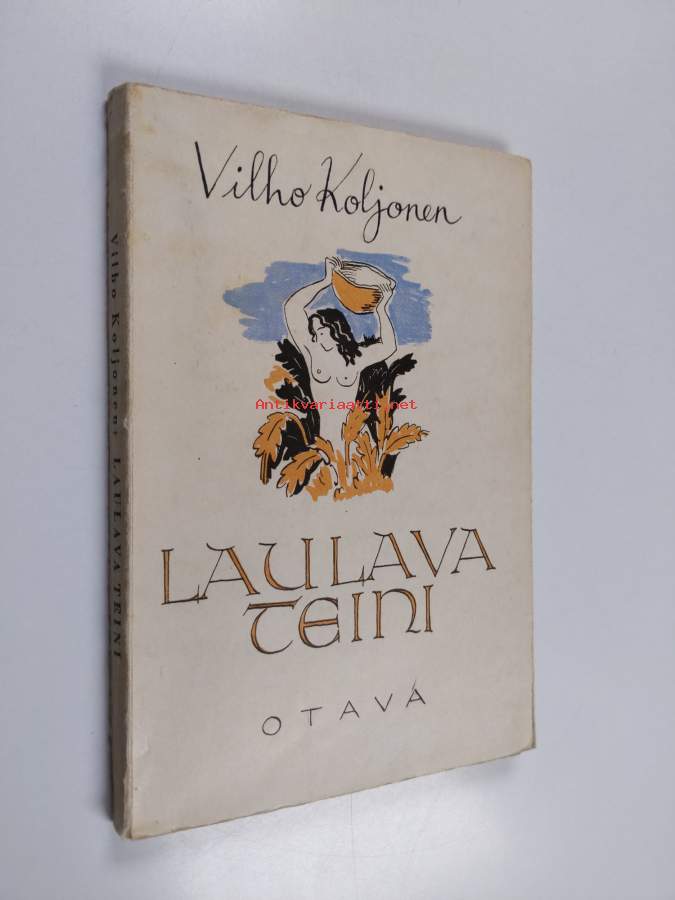 Vilho Koljonen
Antikvariaatti.net
LAULAVA
TEINI
OTAVA
Vilho Koljonen: LAULAVA TEINI